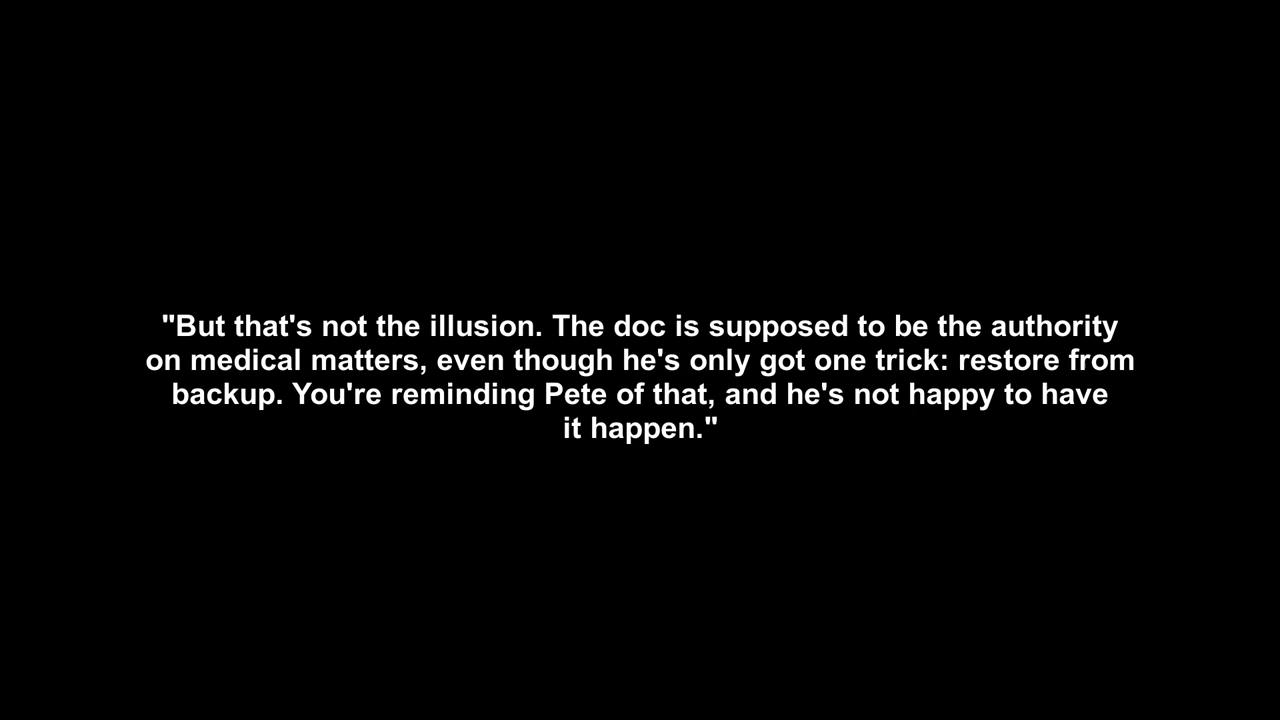 "But that's not the illusion. The doc is supposed to be the authority
on medical matters, even though he's only got one trick: restore from
backup. You're reminding Pete of that, and he's not happy to have
it happen."